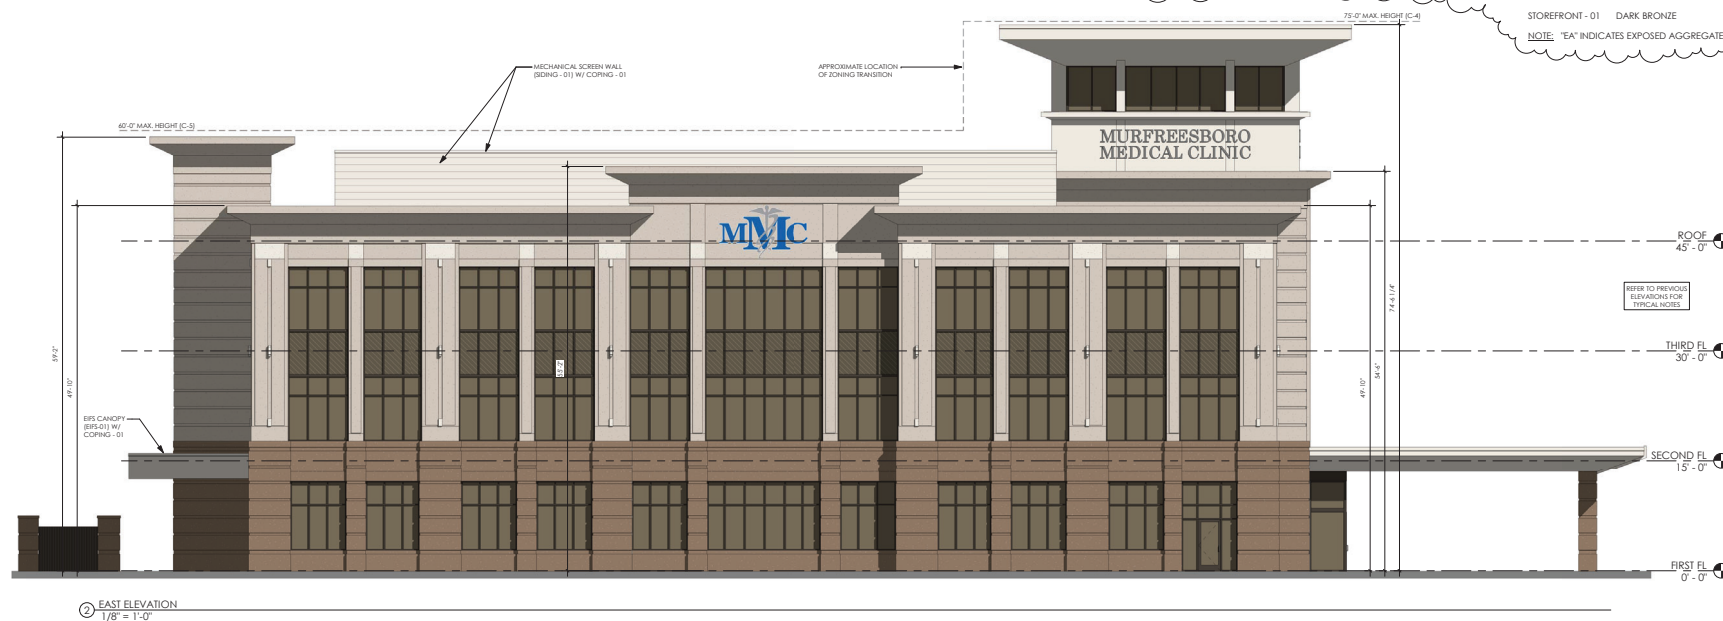 STOREFRONT - 01 DARK BRONZE
NOTE: "EA" INDICATES EXPOSED AGGREGATE
75'-0" MAX. HEIGHT (C-4)
MECHANICAL SCREEN WALL
(SIDING - 01) W/ COPING - 01
APPROXIMATE LOCATION
OF ZONING TRANSITION
60'-0" MAX. HEIGHT (C-5)
MURFREESBORO
MEDICAL CLINIC
MMC
ROOF
45' - 0"
REFER TO PREVIOUS
ELEVATIONS FOR
TYPICAL NOTES
74'-6 1/4"
THIRD FL
30' - 0"
59'-2"
49'-10"
55'-2"
49'-10"
54'-6"
EIFS CANOPY
(EIFS-01) W/
COPING - 01
SECOND FL
15' - 0"
FIRST FL
0' - 0"
2 EAST ELEVATION
1/8" = 1'-0"